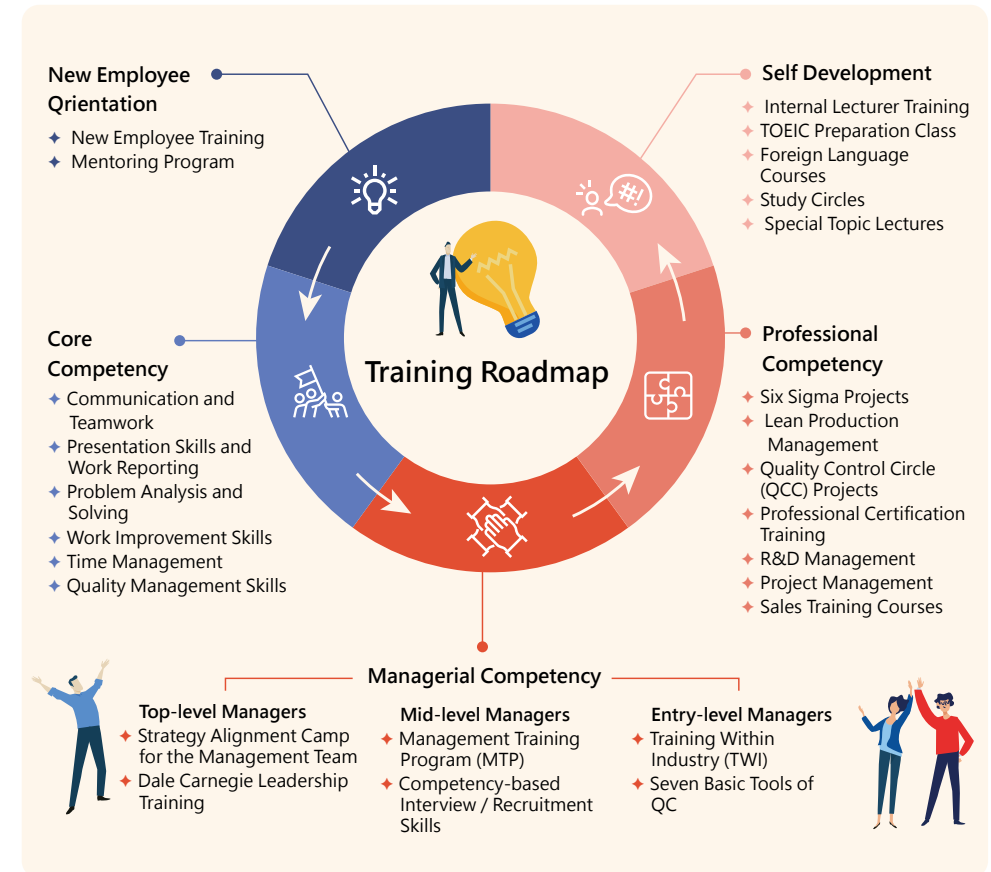 New Employee
Qrientation
✦ New Employee Training
✦ Mentoring Program
Self Development
✦ Internal Lecturer Training
✦ TOEIC Preparation Class
✦ Foreign Language
Courses
✦ Study Circles
✦ Special Topic Lectures
#!
Training Roadmap
Core
Competency
✦ Communication and
Teamwork
✦ Presentation Skills and
Work Reporting
✦ Problem Analysis and
Solving
✦ Work Improvement Skills
✦ Time Management
✦ Quality Management Skills
Professional
Competency
✦ Six Sigma Projects
✦ Lean Production
Management
✦ Quality Control Circle
(QCC) Projects
✦ Professional Certification
Training
✦ R&D Management
✦ Project Management
✦ Sales Training Courses
Managerial Competency
Top-level Managers
✦ Strategy Alignment Camp
for the Management Team
✦ Dale Carnegie Leadership
Training
Mid-level Managers
✦ Management Training
Program (MTP)
✦ Competency-based
Interview / Recruitment
Skills
Entry-level Managers
✦ Training Within
Industry (TWI)
✦ Seven Basic Tools of
QC